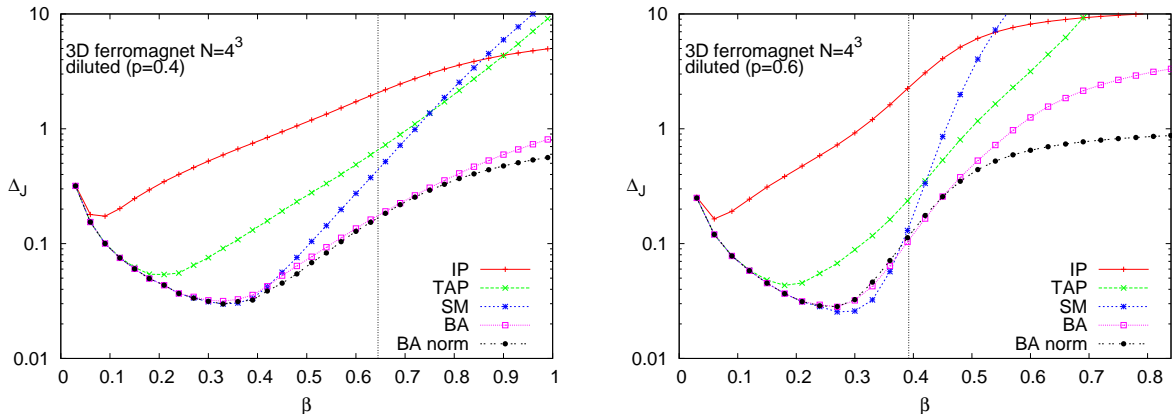 10
1
0.1
0.01
Δ_J
3D ferromagnet N=4^3
diluted (p=0.4)
IP
TAP
SM
BA
BA norm
0 0.1 0.2 0.3 0.4 0.5 0.6 0.7 0.8 0.9 1
β
10
1
0.1
0.01
Δ_J
3D ferromagnet N=4^3
diluted (p=0.6)
IP
TAP
SM
BA
BA norm
0 0.1 0.2 0.3 0.4 0.5 0.6 0.7 0.8
β